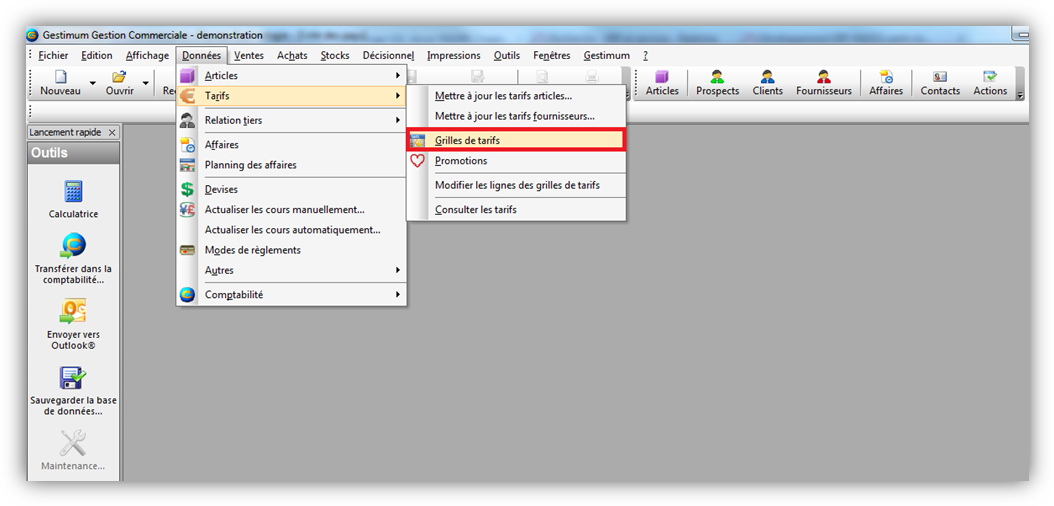 Gestimum Gestion Commerciale - demonstration
Fichier Edition Affichage Données Ventes Achats Stocks Décisionnel Impressions Outils Fenêtres Gestimum ?
Nouveau Ouvrir Articles Prospects Clients Fournisseurs Affaires Contacts Actions
Lancement rapide
Outils
Calculatrice
Transférer dans la
comptabilité...
Envoyer vers
Outlook®
Sauvegarder la base
de données...
Maintenance...
Articles
Tarifs
Relation tiers
Affaires
Planning des affaires
Devises
Actualiser les cours manuellement...
Actualiser les cours automatiquement...
Modes de règlements
Autres
Comptabilité
Mettre à jour les tarifs articles...
Mettre à jour les tarifs fournisseurs...
Grilles de tarifs
Promotions
Modifier les lignes des grilles de tarifs
Consulter les tarifs